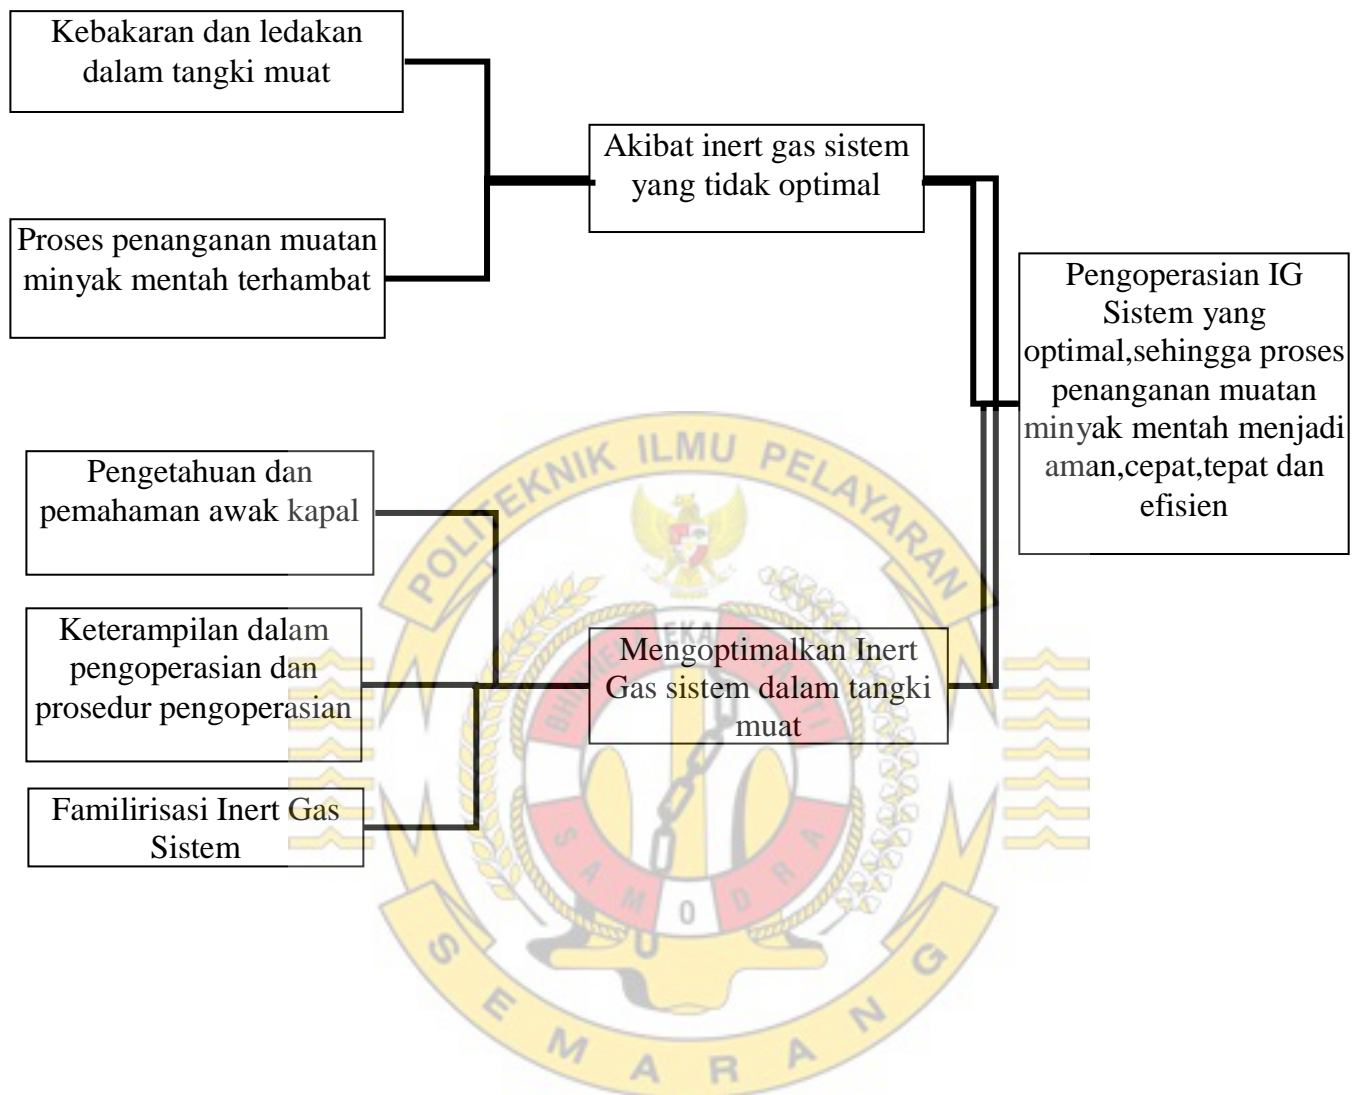 Kebakaran dan ledakan
dalam tangki muat
Proses penanganan muatan
minyak mentah terhambat
Akibat inert gas sistem
yang tidak optimal
Pengoperasian IG
Sistem yang
optimal,sehingga proses
penanganan muatan
minyak mentah menjadi
aman,cepat,tepat dan
efisien
Pengetahuan dan
pemahaman awak kapal
Keterampilan dalam
pengoperasian dan
prosedur pengoperasian
Familirisasi Inert Gas
Sistem
Mengoptimalkan Inert
Gas sistem dalam tangki
muat
POLITEKNIK ILMU PELAYARAN
SAMODRA
SEMARANG